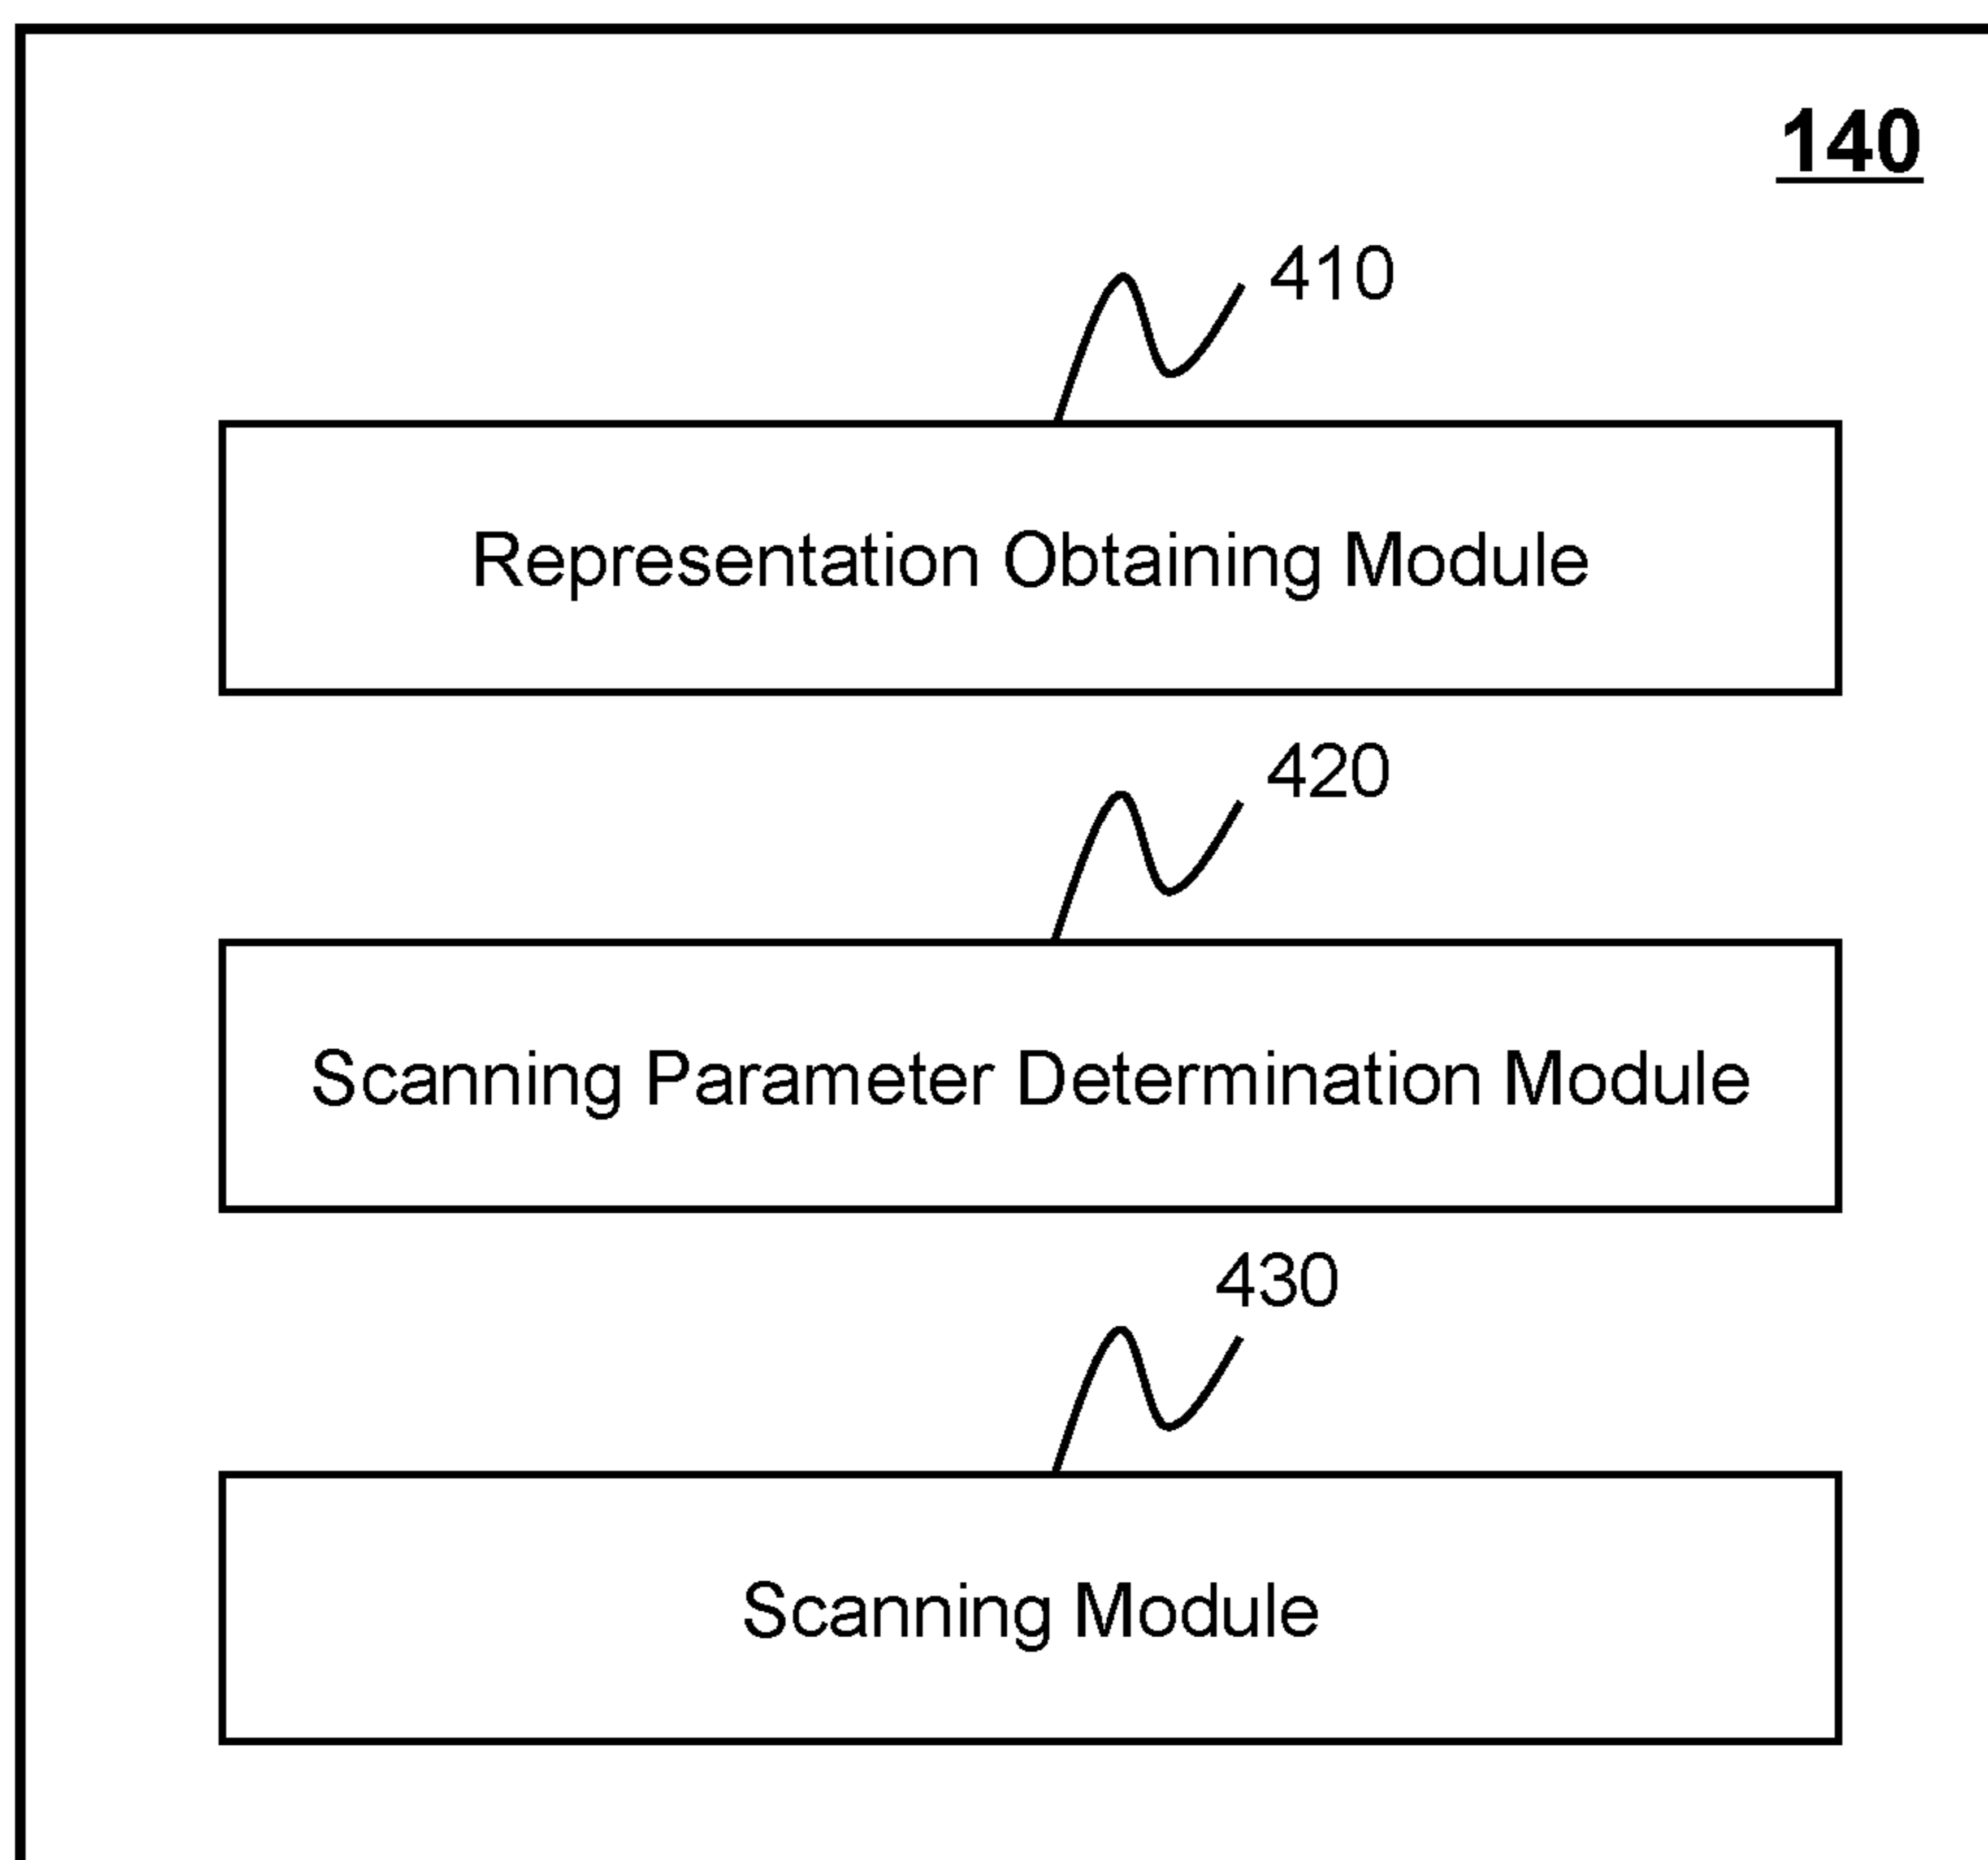 140
410
Representation Obtaining Module
420
Scanning Parameter Determination Module
430
Scanning Module